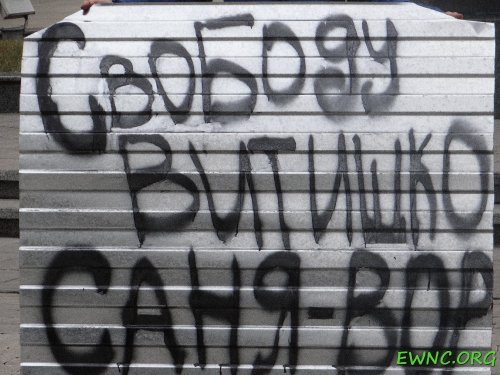 Свободу
Витишко
Саня-вор
EWNC.ORG